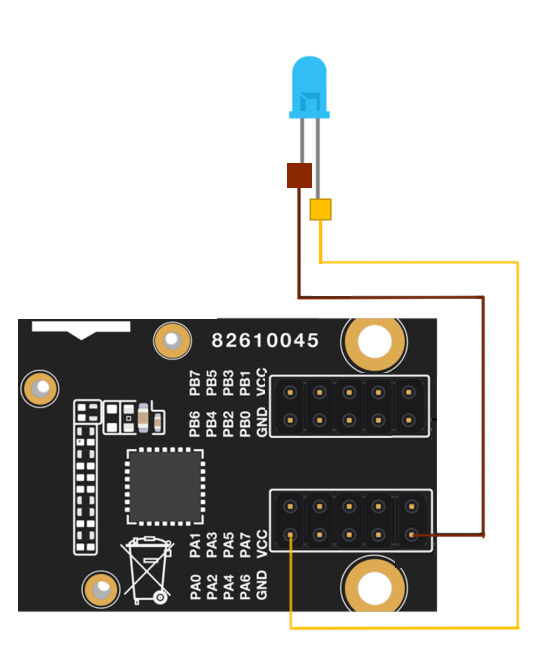 82610045
PB7 PB5 PB3 PB1 VCC
PB6 PB4 PB2 PB0 GND
PA1 PA3 PA5 PA7 VCC
PA0 PA2 PA4 PA6 GND